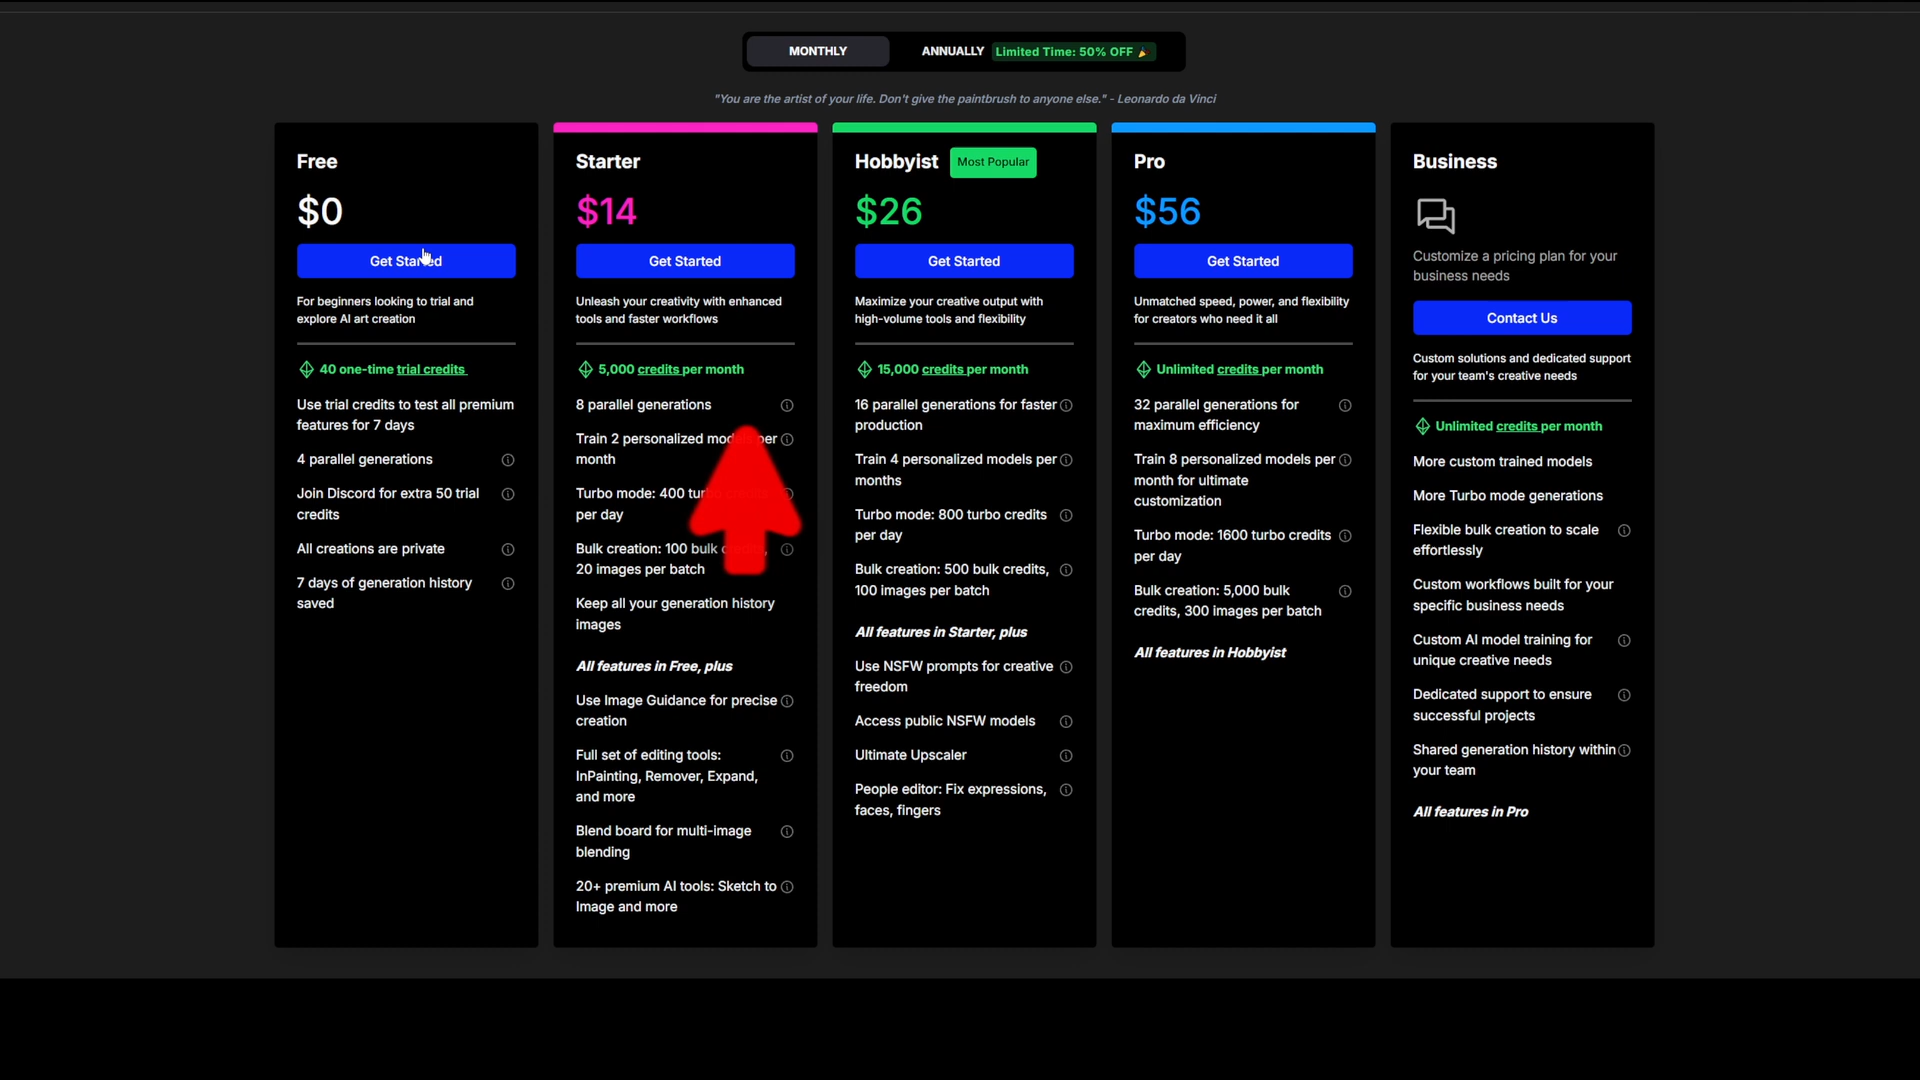 MONTHLY
ANNUALLY Limited Time: 50% OFF
"You are the artist of your life. Don't give the paintbrush to anyone else." - Leonardo da Vinci
Free
$0
Get Started
For beginners looking to trial and
explore AI art creation
40 one-time trial credits
Use trial credits to test all premium
features for 7 days
4 parallel generations
Join Discord for extra 50 trial
credits
All creations are private
7 days of generation history
saved
Starter
$14
Get Started
Unleash your creativity with enhanced
tools and faster workflows
5,000 credits per month
8 parallel generations
Train 2 personalized models per
month
Turbo mode: 400 turbo credits
per day
Bulk creation: 100 bulk credits,
20 images per batch
Keep all your generation history
images
All features in Free, plus
Use Image Guidance for precise
creation
Full set of editing tools:
InPainting, Remover, Expand,
and more
Blend board for multi-image
blending
20+ premium AI tools: Sketch to
Image and more
Hobbyist Most Popular
$26
Get Started
Maximize your creative output with
high-volume tools and flexibility
15,000 credits per month
16 parallel generations for faster
production
Train 4 personalized models per
months
Turbo mode: 800 turbo credits
per day
Bulk creation: 500 bulk credits,
100 images per batch
All features in Starter, plus
Use NSFW prompts for creative
freedom
Access public NSFW models
Ultimate Upscaler
People editor: Fix expressions,
faces, fingers
Pro
$56
Get Started
Unmatched speed, power, and flexibility
for creators who need it all
Unlimited credits per month
32 parallel generations for
maximum efficiency
Train 8 personalized models per
month for ultimate
customization
Turbo mode: 1600 turbo credits
per day
Bulk creation: 5,000 bulk
credits, 300 images per batch
All features in Hobbyist
Business
Customize a pricing plan for your
business needs
Contact Us
Custom solutions and dedicated support
for your team's creative needs
Unlimited credits per month
More custom trained models
More Turbo mode generations
Flexible bulk creation to scale
effortlessly
Custom workflows built for your
specific business needs
Custom AI model training for
unique creative needs
Dedicated support to ensure
successful projects
Shared generation history within
your team
All features in Pro